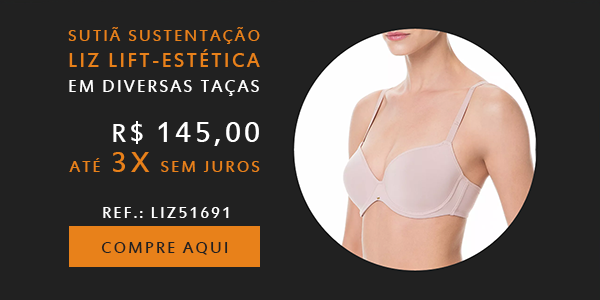 SUTIÃ SUSTENTAÇÃO
LIZ LIFT-ESTÉTICA
EM DIVERSAS TAÇAS
R$ 145,00
ATÉ 3X SEM JUROS
REF.: LIZ51691
COMPRE AQUI